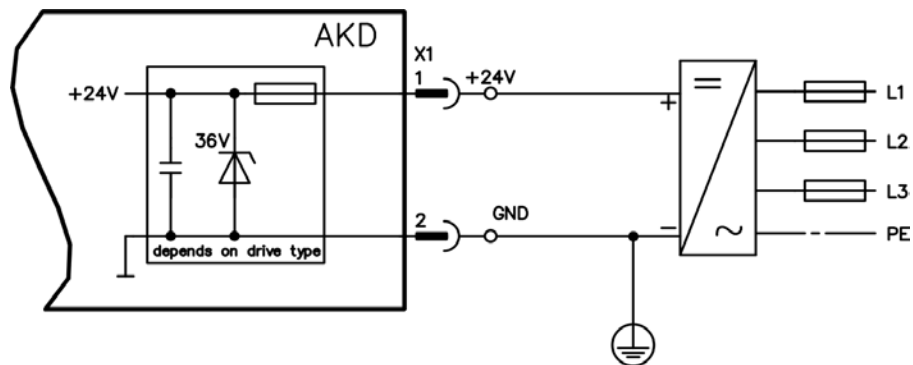 AKD
X1
1
+24V
+24V
+
=
L1
36V
L2
L3
2
GND
-
~
PE
depends on drive type